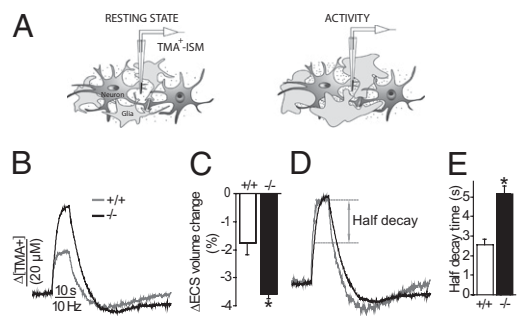 A
RESTING STATE
ACTIVITY
TMA+-ISM
Neuron
Glia
B
+/+
-/-
Δ[TMA+]
(20 µM)
10 s
10 Hz
C
+/+ -/-
0
-1
-2
-3
-4
ΔECS volume change
(%)
*
D
Half decay
E
Half decay time (s)
5
4
3
2
1
0
*
+/+ -/-